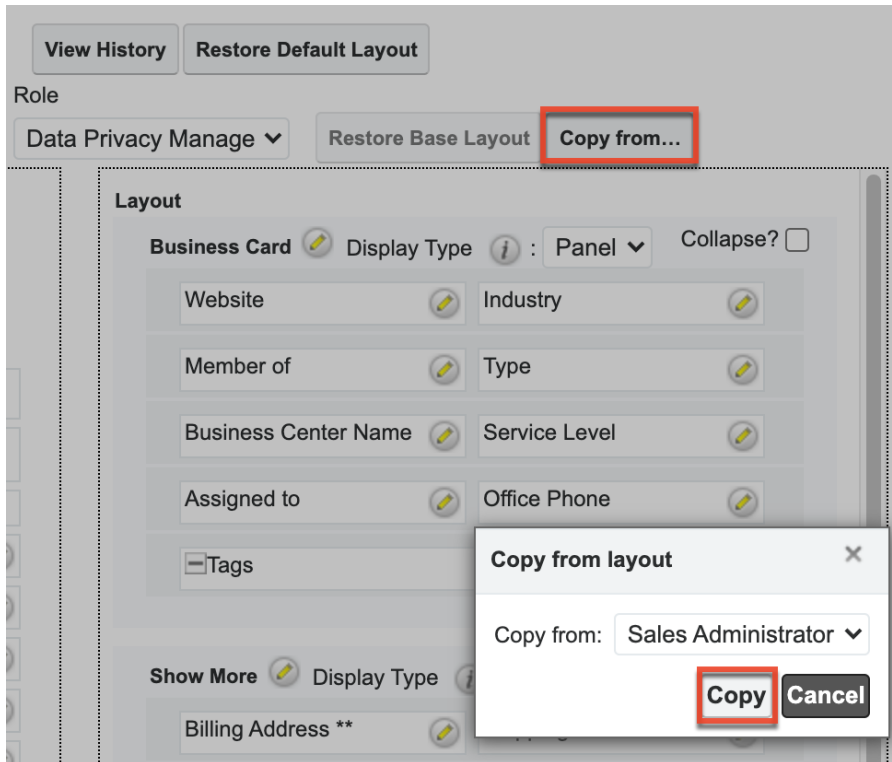 View History Restore Default Layout
Role
Data Privacy Manage Restore Base Layout Copy from...
Layout
Business Card Display Type i : Panel Collapse?
Website Industry
Member of Type
Business Center Name Service Level
Assigned to Office Phone
Tags
Copy from layout ×
Copy from: Sales Administrator
Copy Cancel
Show More Display Type i
Billing Address **